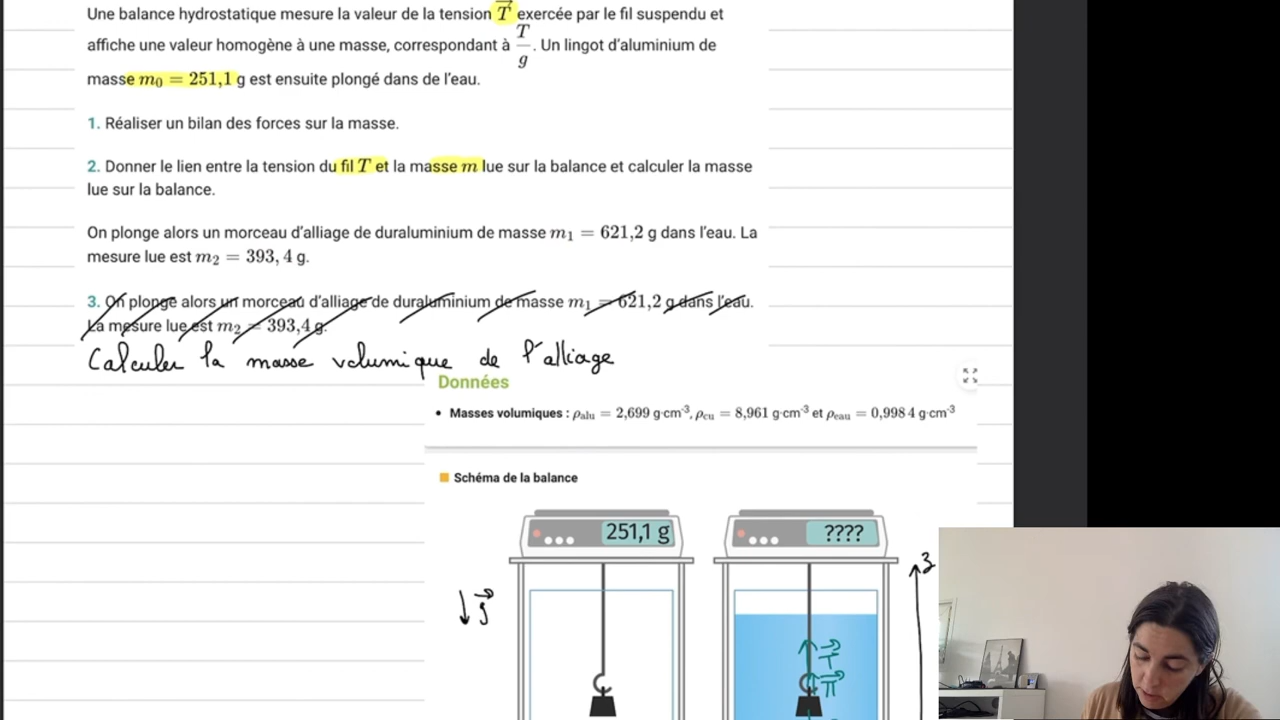 Une balance hydrostatique mesure la valeur de la tension T exercée par le fil suspendu et
affiche une valeur homogène à une masse, correspondant à T/g. Un lingot d'aluminium de
masse m₀ = 251,1 g est ensuite plongé dans de l'eau.
1. Réaliser un bilan des forces sur la masse.
2. Donner le lien entre la tension du fil T et la masse m lue sur la balance et calculer la masse
lue sur la balance.
On plonge alors un morceau d'alliage de duraluminium de masse m₁ = 621,2 g dans l'eau. La
mesure lue est m₂ = 393,4 g.
3. On plonge alors un morceau d'alliage de duraluminium de masse m₁ = 621,2 g dans l'eau.
La mesure lue est m₂ = 393,4 g.
Calculer la masse volumique de l'alliage
Données
• Masses volumiques : ρalu = 2,699 g·cm⁻³, ρcu = 8,961 g·cm⁻³ et ρeau = 0,998 4 g·cm⁻³
Schéma de la balance
251,1 g
????
z
g
T
π